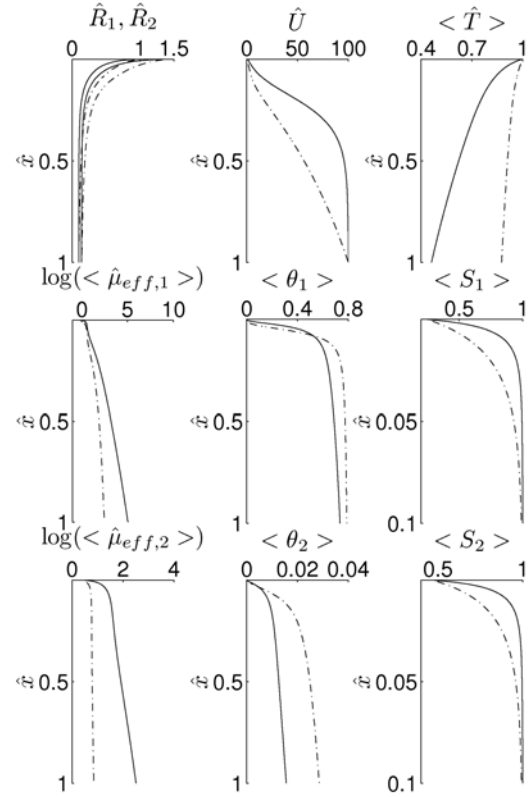 R̂₁, R̂₂
0 1 1.5
x̂
0.5
1
Û
0 50 100
x̂
0.5
1
< T̂ >
0.4 0.7 1
x̂
0.5
1
log(< μ̂_{eff,1} >)
0 5 10
x̂
0.5
1
< θ₁ >
0 0.4 0.8
x̂
0.5
1
< S₁ >
0.5 1
x̂
0.05
0.1
log(< μ̂_{eff,2} >)
0 2 4
x̂
0.5
1
< θ₂ >
0 0.02 0.04
x̂
0.5
1
< S₂ >
0.5 1
x̂
0.05
0.1